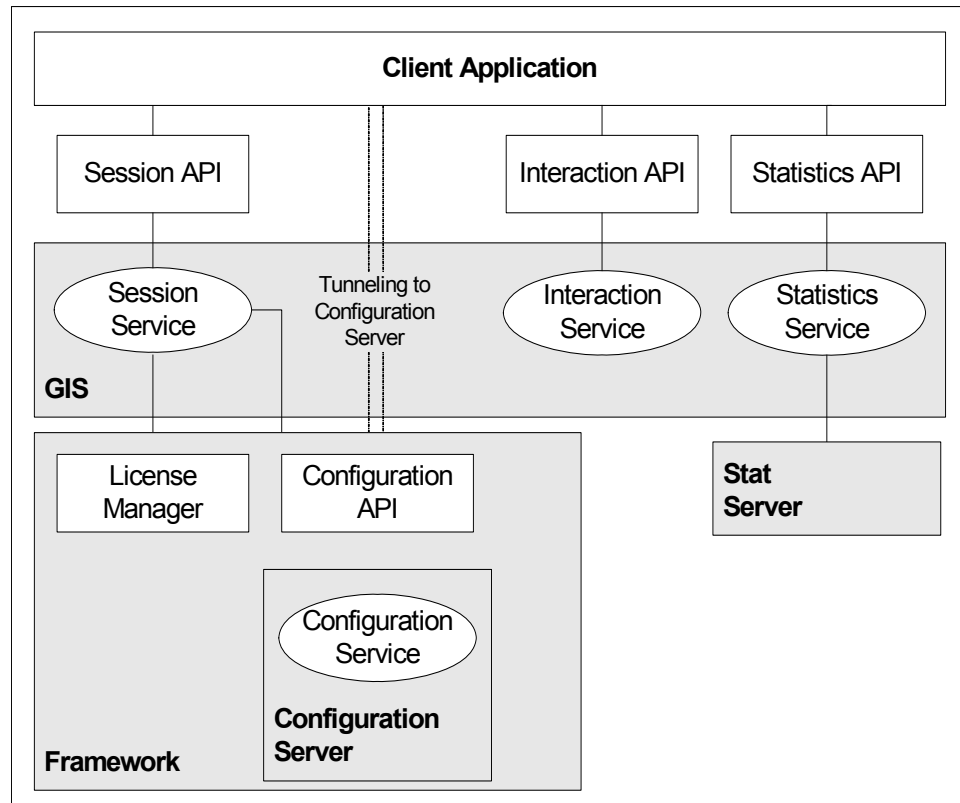 Client Application
Session API
Interaction API
Statistics API
Session
Service
Tunneling to
Configuration
Server
Interaction
Service
Statistics
Service
GIS
License
Manager
Configuration
API
Stat
Server
Configuration
Service
Configuration
Server
Framework